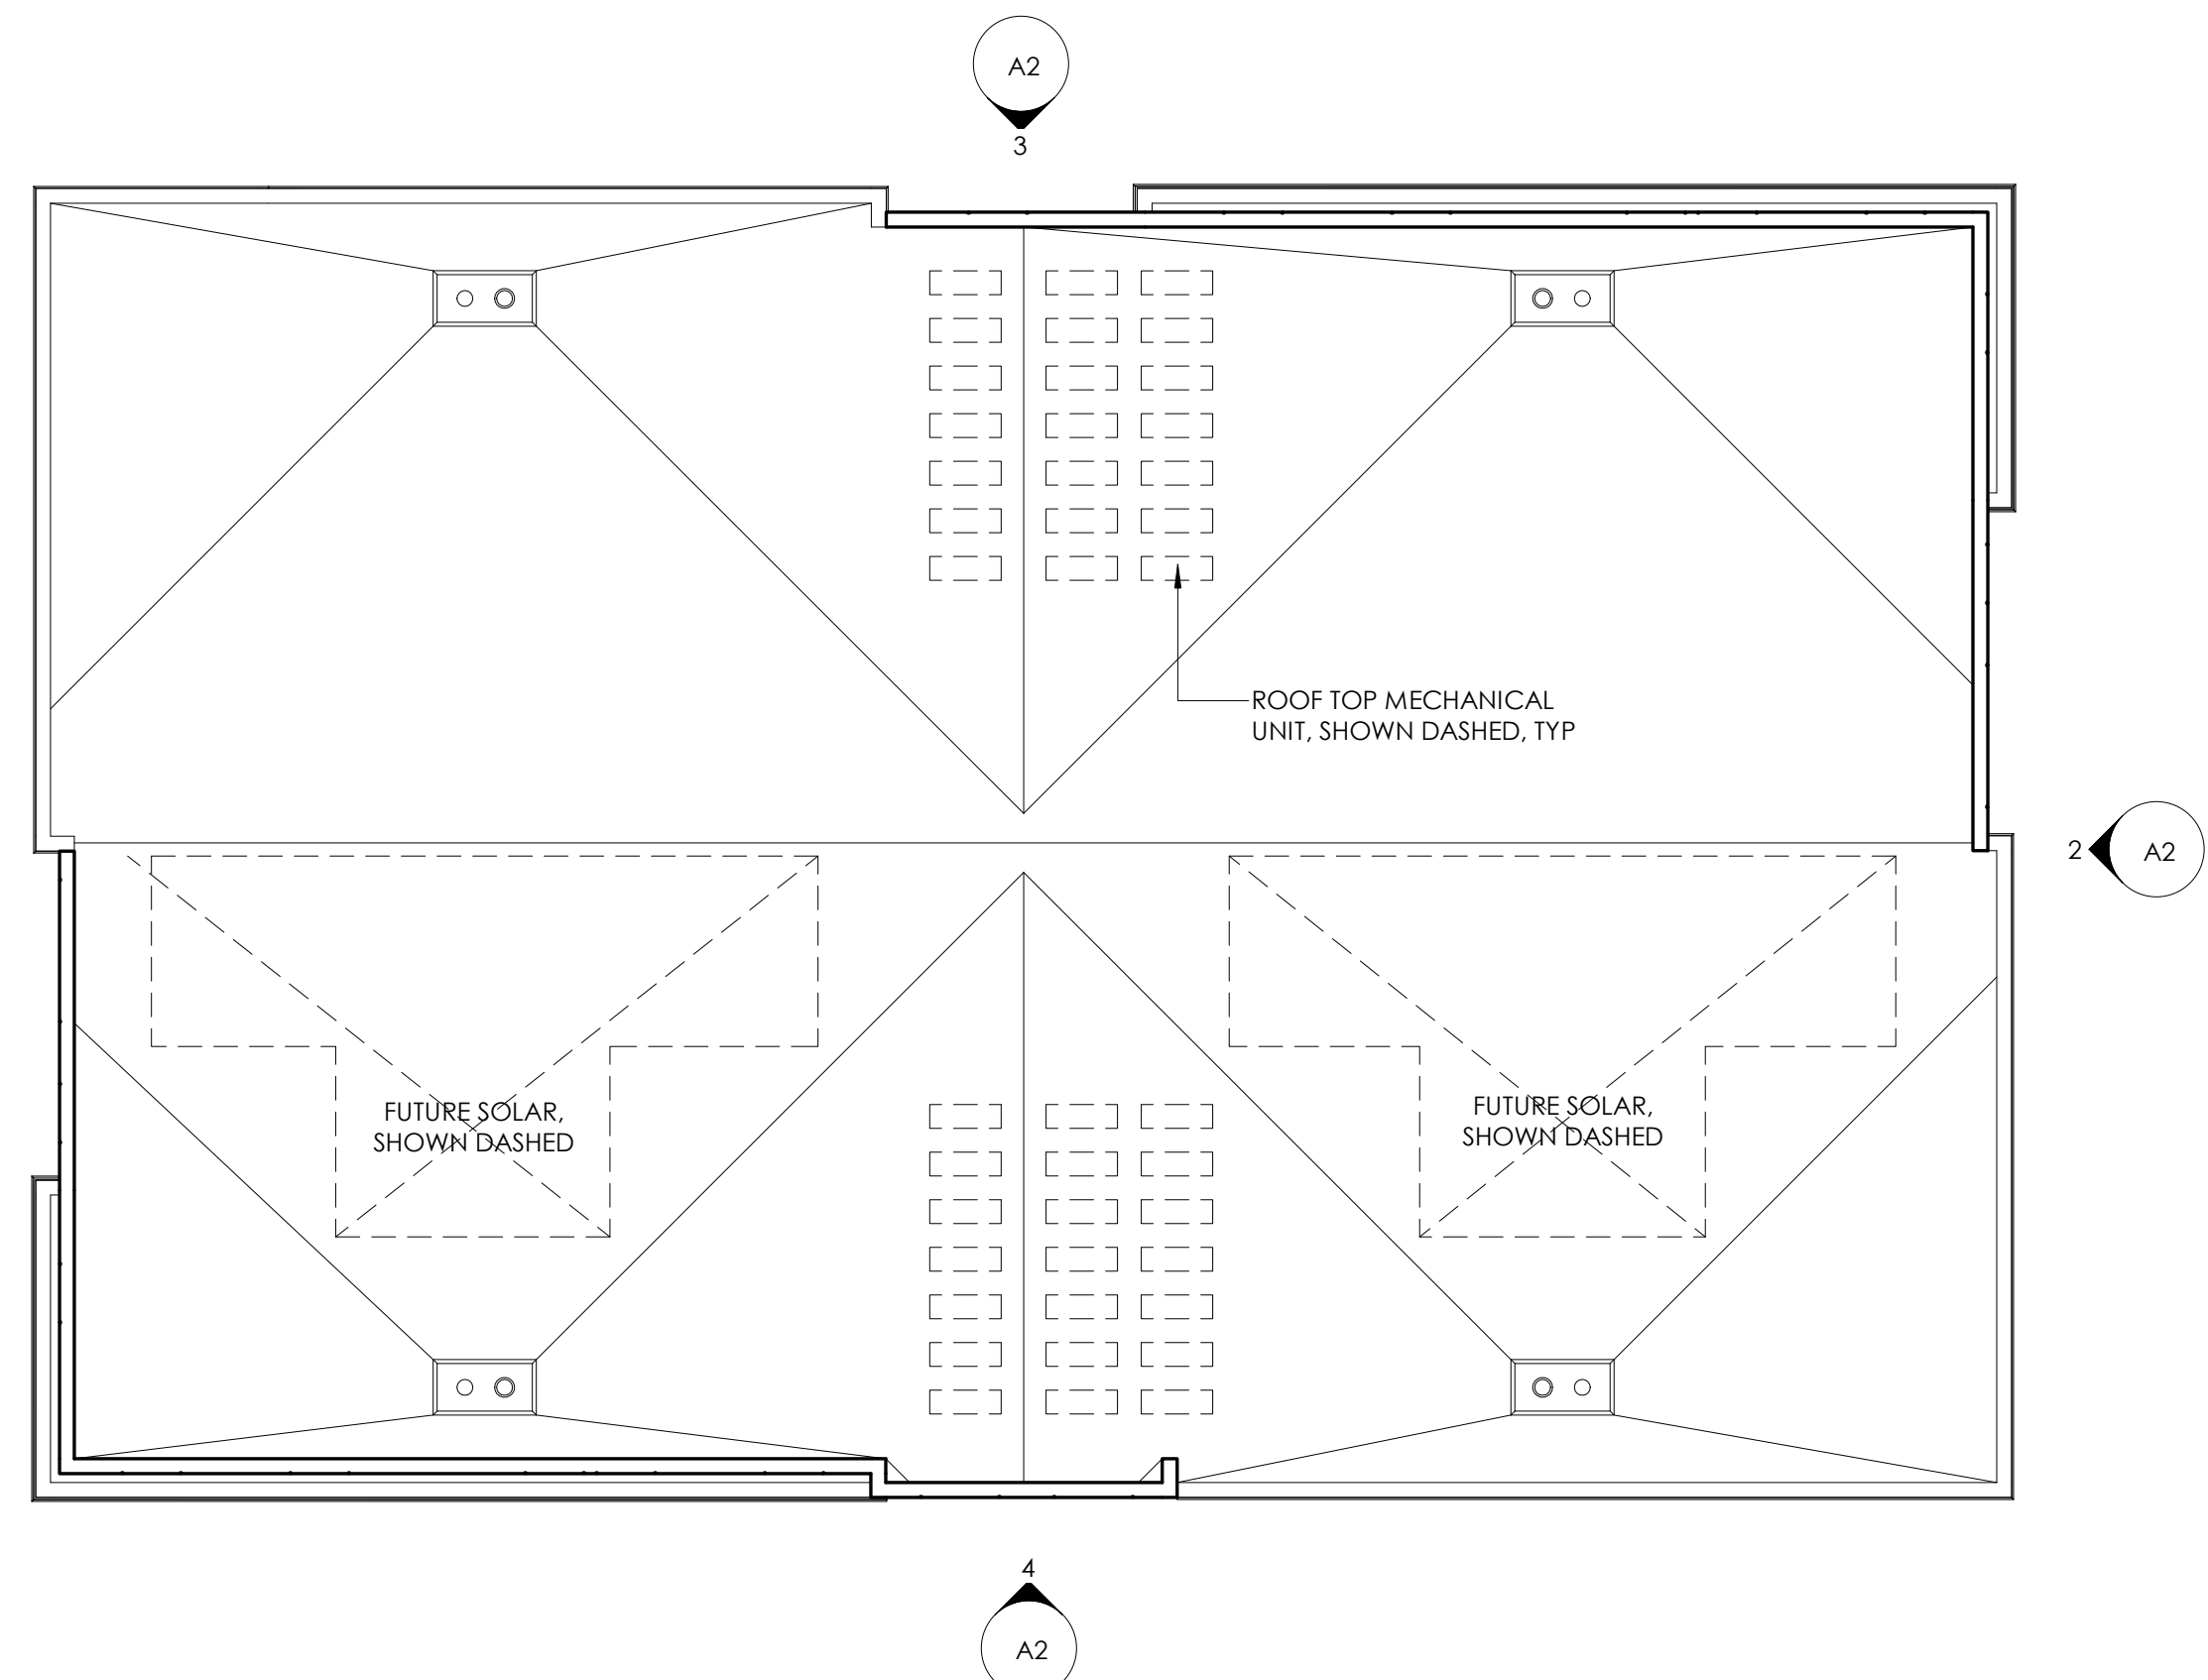 A2
3
ROOF TOP MECHANICAL
UNIT, SHOWN DASHED, TYP
2
A2
FUTURE SOLAR,
SHOWN DASHED
FUTURE SOLAR,
SHOWN DASHED
4
A2